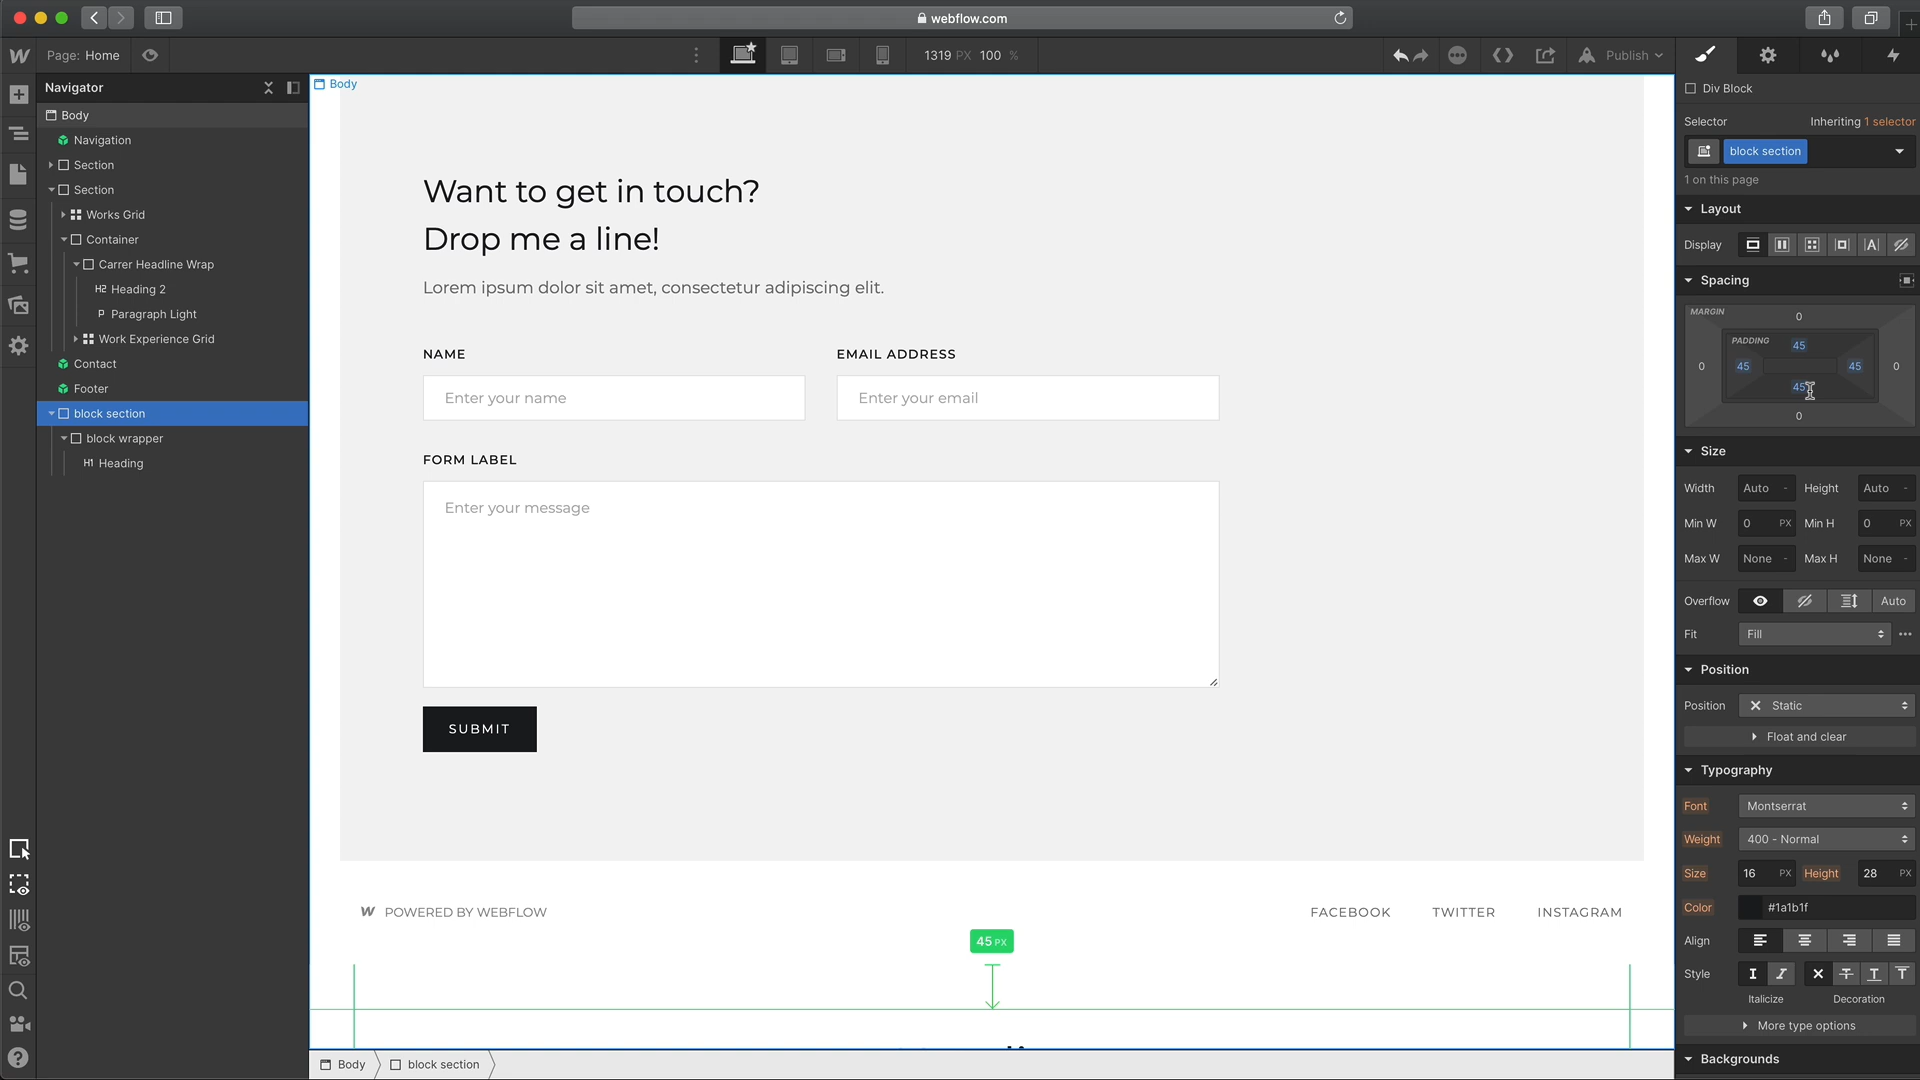 webflow.com
Page: Home
1319 PX 100 %
Publish
Navigator
Body
Navigation
Section
Section
Works Grid
Container
Carrer Headline Wrap
H2 Heading 2
P Paragraph Light
Work Experience Grid
Contact
Footer
block section
block wrapper
H1 Heading
Body
Want to get in touch?
Drop me a line!
Lorem ipsum dolor sit amet, consectetur adipiscing elit.
NAME
EMAIL ADDRESS
Enter your name
Enter your email
FORM LABEL
Enter your message
SUBMIT
POWERED BY WEBFLOW
FACEBOOK
TWITTER
INSTAGRAM
45 PX
Body
block section
Div Block
Selector
Inheriting 1 selector
block section
1 on this page
Layout
Display
Spacing
MARGIN
0
PADDING
45
0
45
45
0
45
0
Size
Width Auto - Height Auto -
Min W 0 PX Min H 0 PX
Max W None - Max H None -
Overflow Auto
Fit Fill
Position
Position Static
Float and clear
Typography
Font Montserrat
Weight 400 - Normal
Size 16 PX Height 28 PX
Color #1a1b1f
Align
Style
Italicize Decoration
More type options
Backgrounds